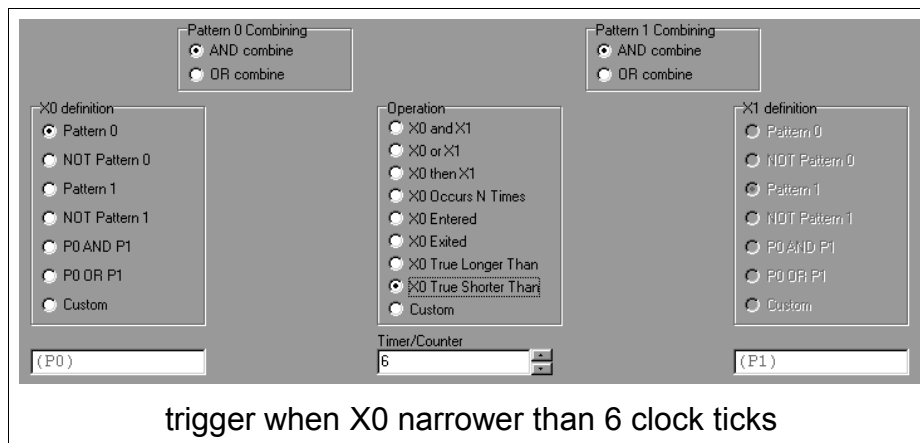 Pattern 0 Combining
AND combine
OR combine
Pattern 1 Combining
AND combine
OR combine
X0 definition
Pattern 0
NOT Pattern 0
Pattern 1
NOT Pattern 1
P0 AND P1
P0 OR P1
Custom
(P0)
Operation
X0 and X1
X0 or X1
X0 then X1
X0 Occurs N Times
X0 Entered
X0 Exited
X0 True Longer Than
X0 True Shorter Than
Custom
Timer/Counter
6
X1 definition
Pattern 0
NOT Pattern 0
Pattern 1
NOT Pattern 1
P0 AND P1
P0 OR P1
Custom
(P1)
trigger when X0 narrower than 6 clock ticks